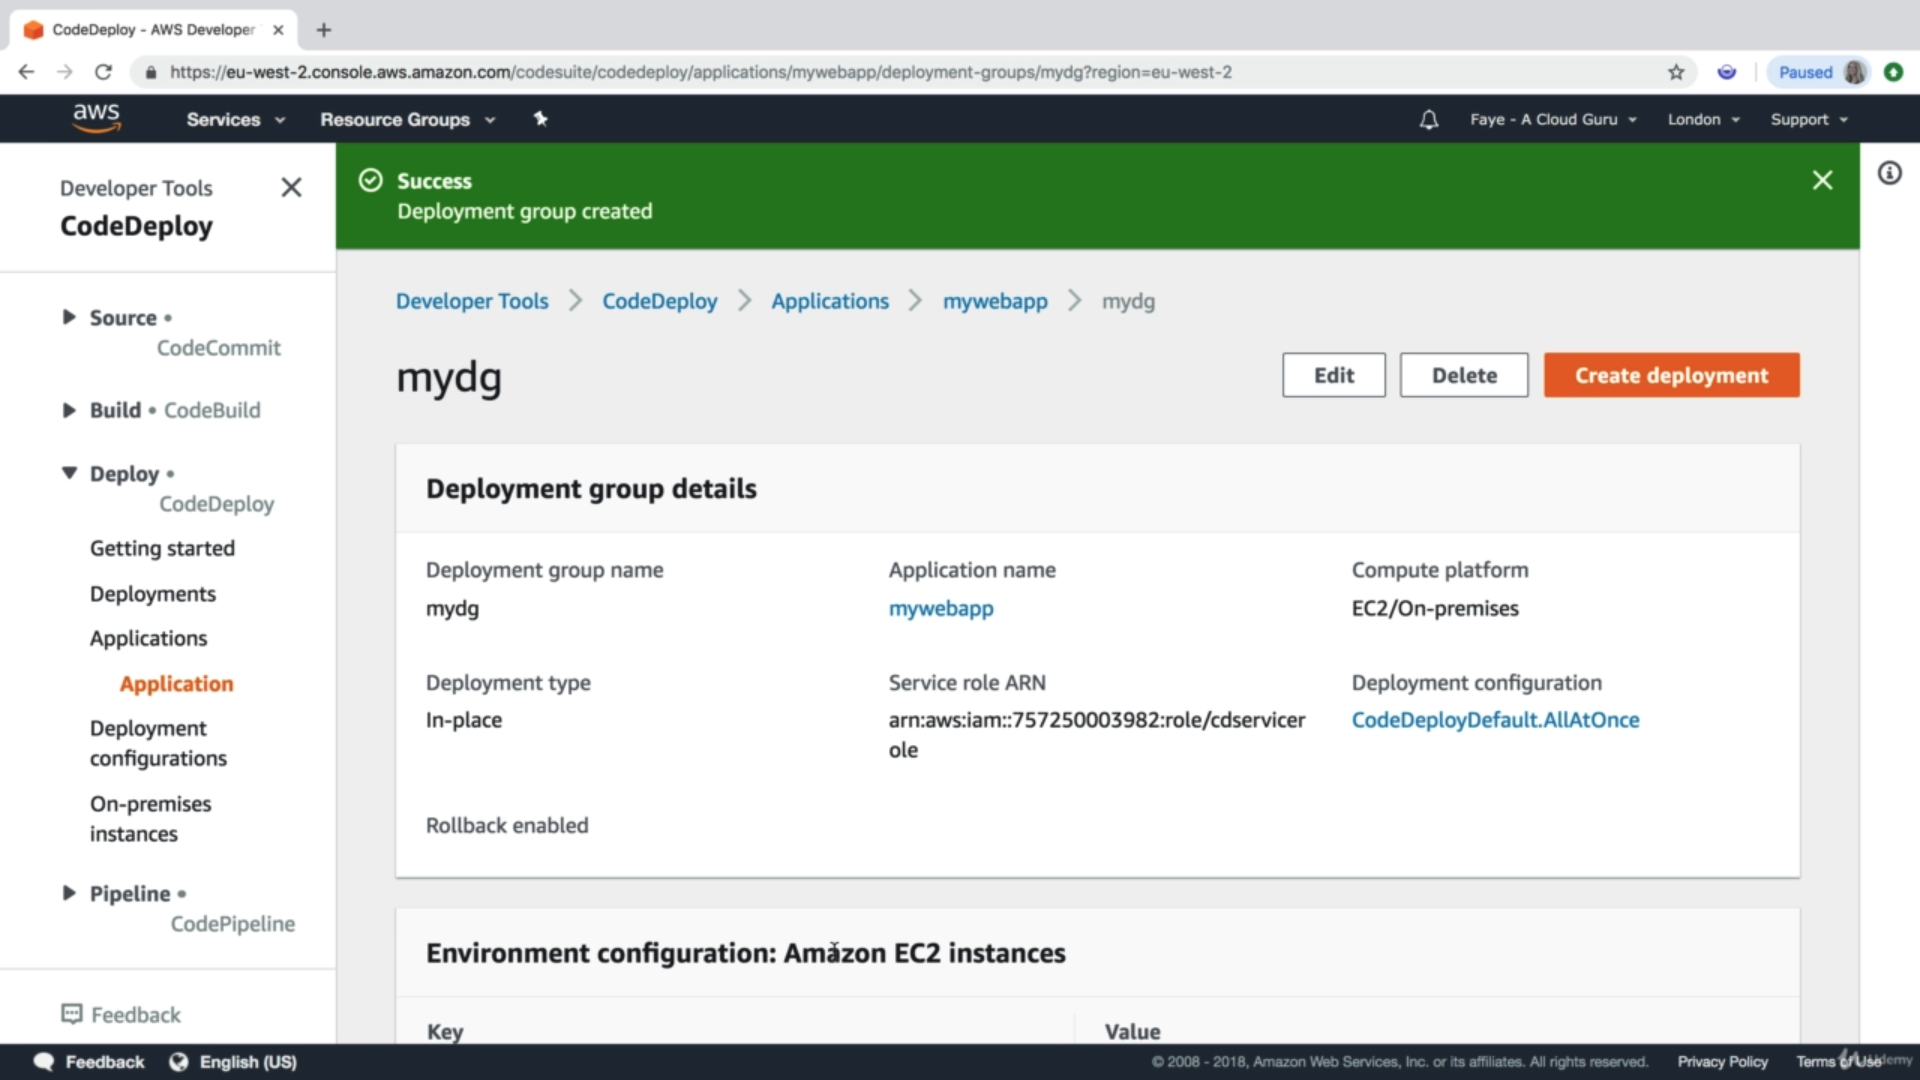 CodeDeploy - AWS Developer
https://eu-west-2.console.aws.amazon.com/codesuite/codedeploy/applications/mywebapp/deployment-groups/mydg?region=eu-west-2
Paused
aws
Services
Resource Groups
Faye - A Cloud Guru
London
Support
Developer Tools
CodeDeploy
Source •
CodeCommit
Build • CodeBuild
Deploy •
CodeDeploy
Getting started
Deployments
Applications
Application
Deployment
configurations
On-premises
instances
Pipeline •
CodePipeline
Feedback
Success
Deployment group created
Developer Tools > CodeDeploy > Applications > mywebapp > mydg
mydg
Edit
Delete
Create deployment
Deployment group details
Deployment group name
mydg
Application name
mywebapp
Compute platform
EC2/On-premises
Deployment type
In-place
Service role ARN
arn:aws:iam::757250003982:role/cdservicer
ole
Deployment configuration
CodeDeployDefault.AllAtOnce
Rollback enabled
Environment configuration: Amazon EC2 instances
Key
Value
Feedback
English (US)
© 2008 - 2018, Amazon Web Services, Inc. or its affiliates. All rights reserved.
Privacy Policy
Terms of Use